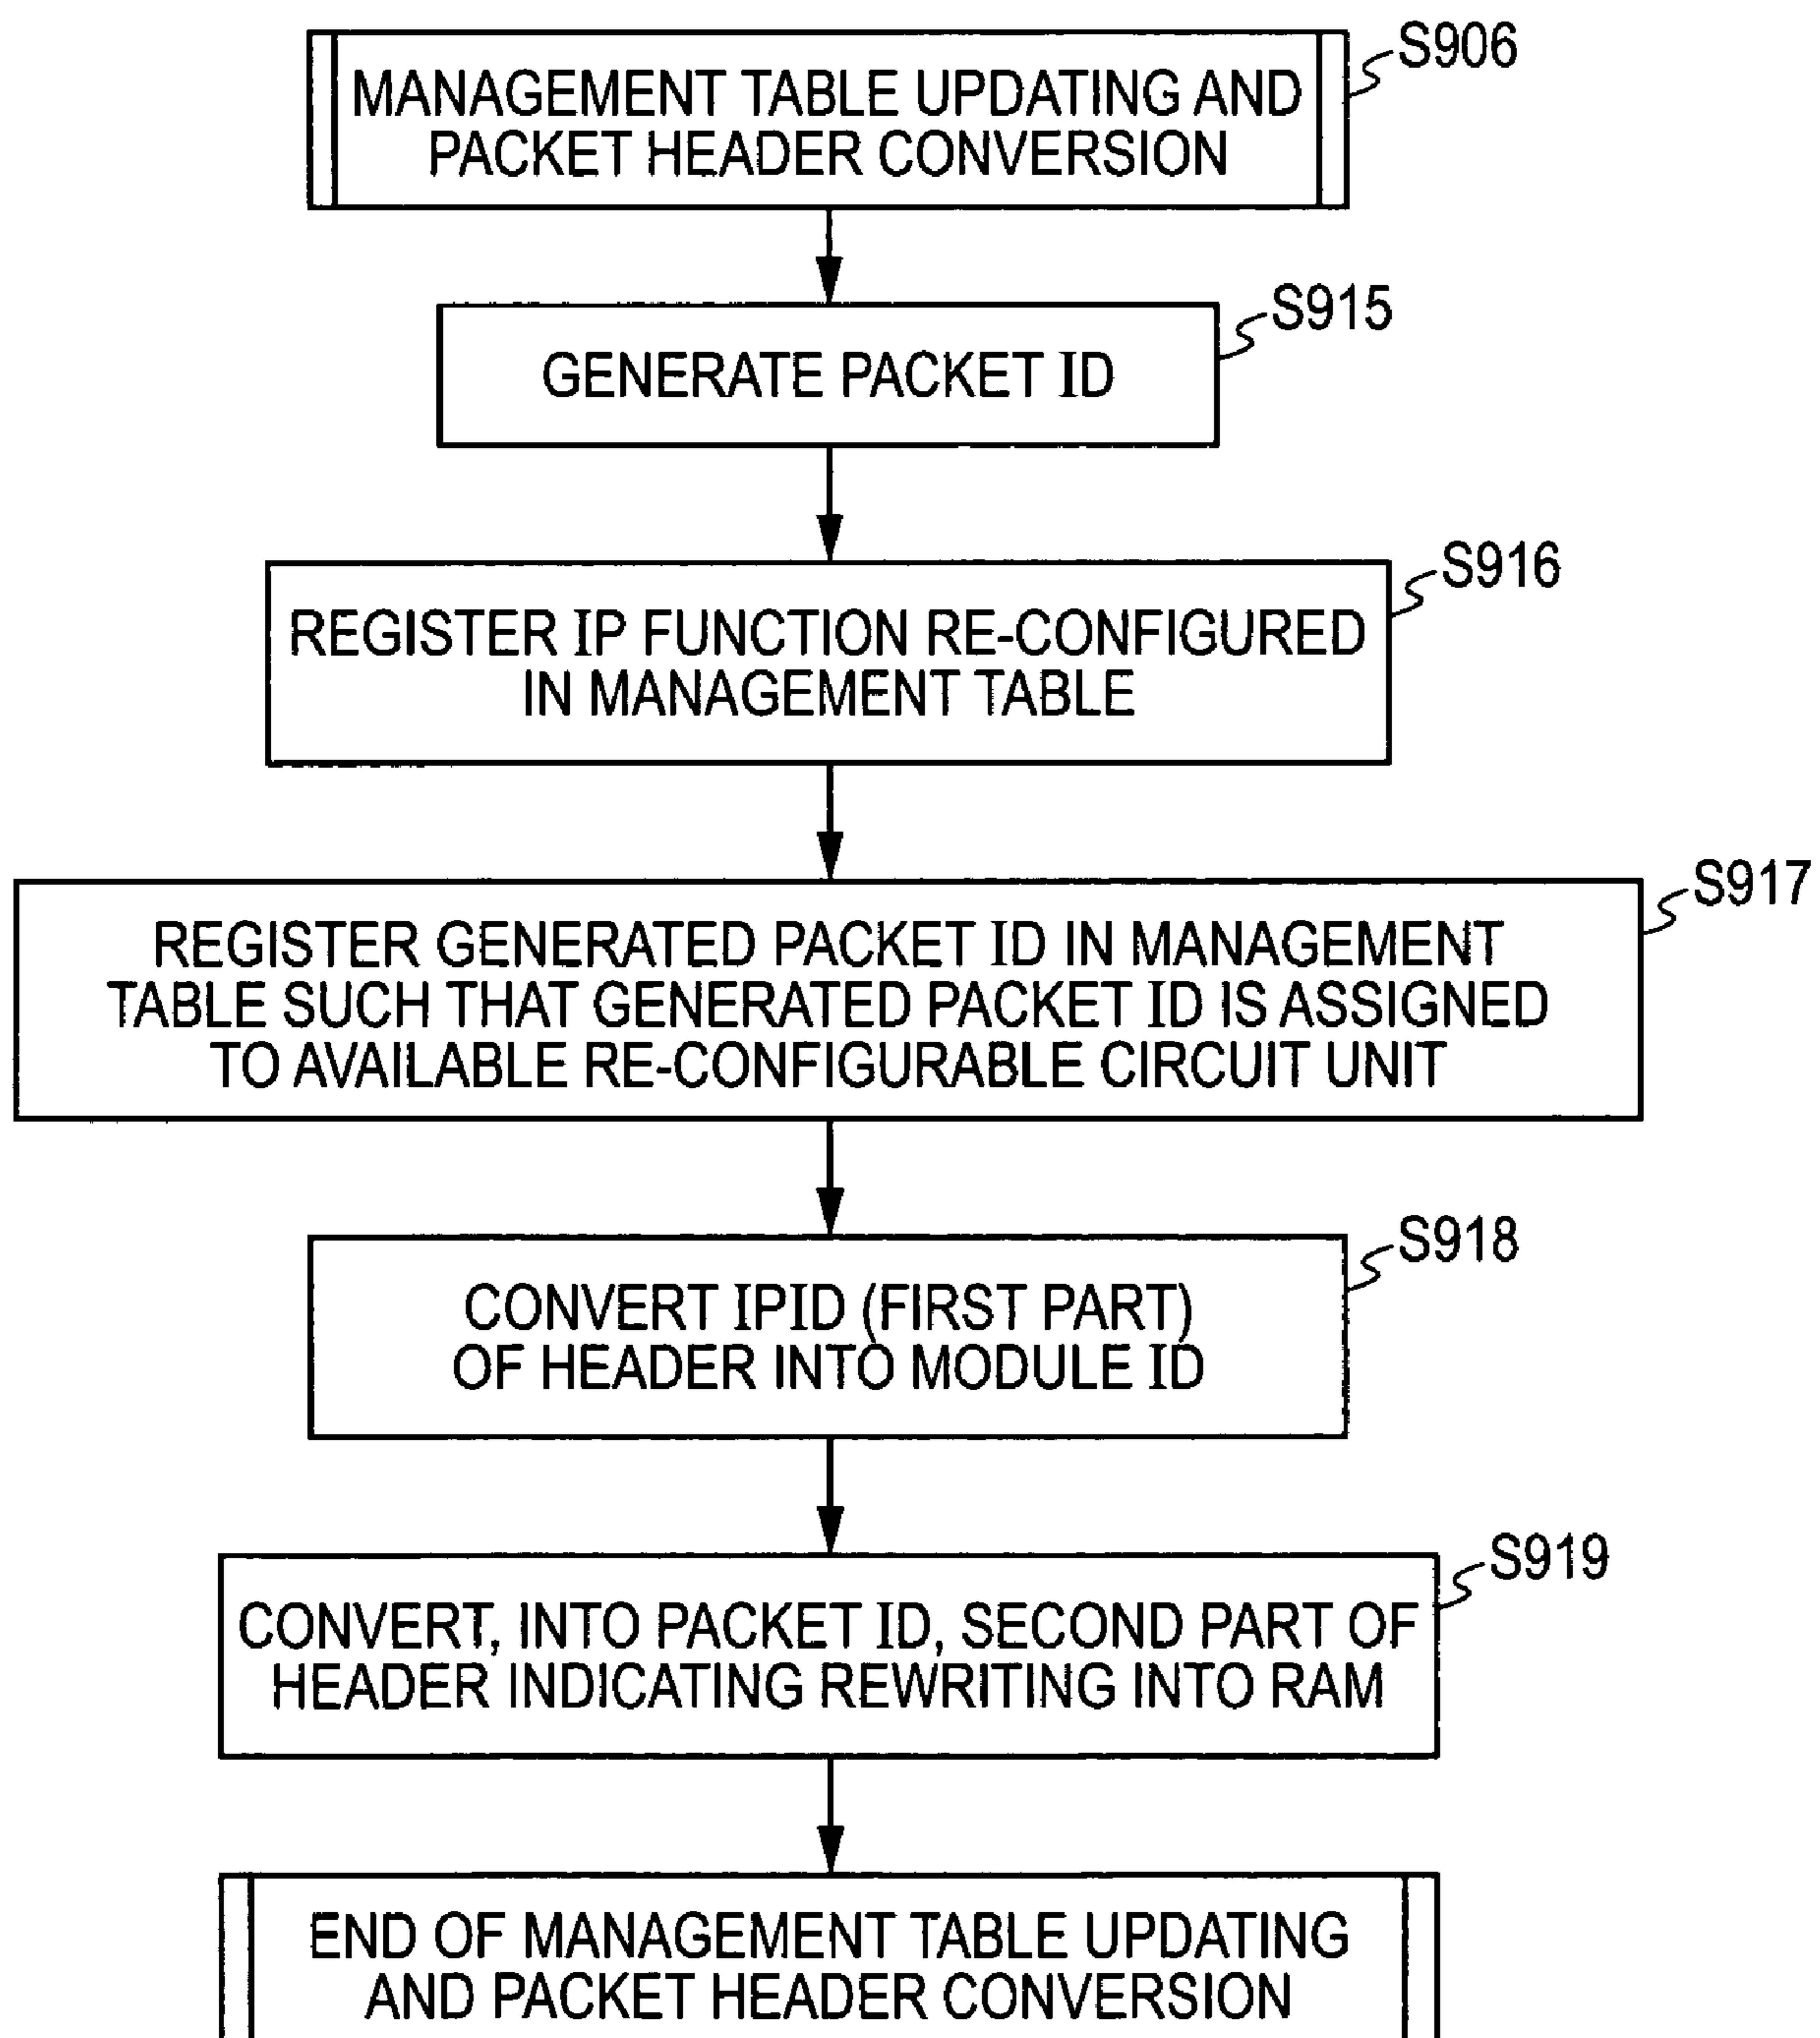 S906
MANAGEMENT TABLE UPDATING AND
PACKET HEADER CONVERSION
S915
GENERATE PACKET ID
S916
REGISTER IP FUNCTION RE-CONFIGURED
IN MANAGEMENT TABLE
S917
REGISTER GENERATED PACKET ID IN MANAGEMENT
TABLE SUCH THAT GENERATED PACKET ID IS ASSIGNED
TO AVAILABLE RE-CONFIGURABLE CIRCUIT UNIT
S918
CONVERT IPID (FIRST PART)
OF HEADER INTO MODULE ID
S919
CONVERT, INTO PACKET ID, SECOND PART OF
HEADER INDICATING REWRITING INTO RAM
END OF MANAGEMENT TABLE UPDATING
AND PACKET HEADER CONVERSION